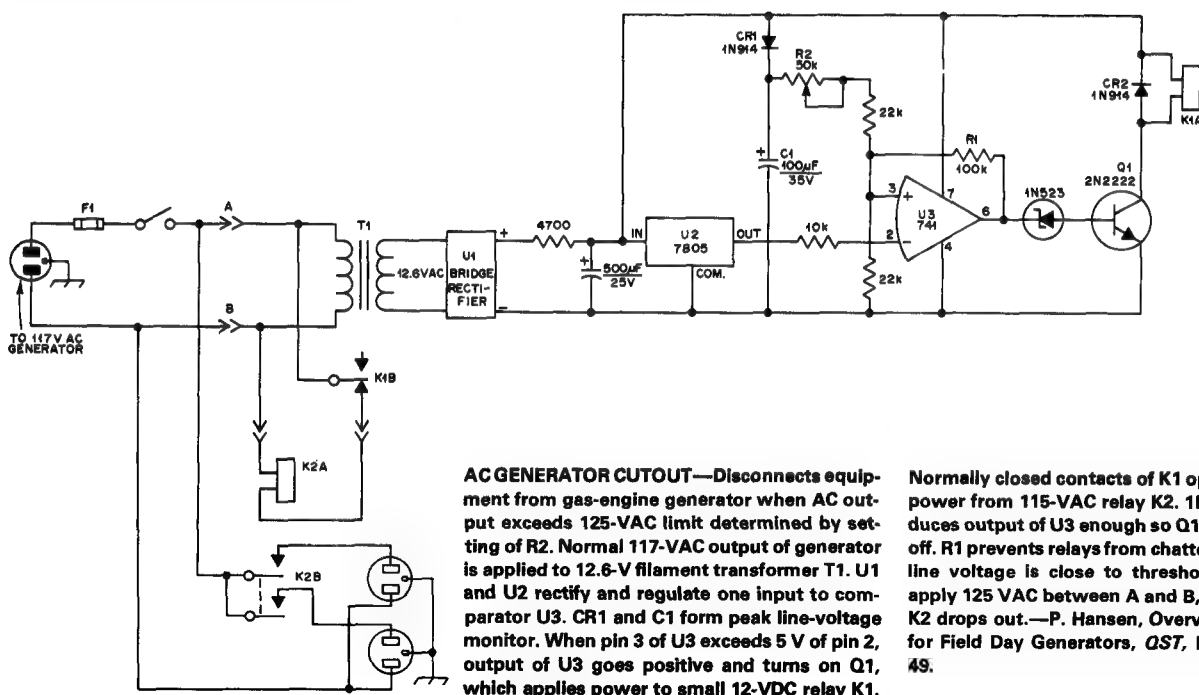 CR1
1N914
R2
50k
CR2
1N914
K1A
22k
R1
100k
Q1
2N2222
+
C1
100µF
35V
F1
A
T1
12.6VAC
U1
BRIDGE
RECTI-
FIER
+
-
4700
+
500µF
25V
IN
U2
7805
OUT
COM.
10k
3
+
2
-
U3
741
7
6
4
1N523
22k
B
TO 117V AC
GENERATOR
K1B
K2A
K2B
AC GENERATOR CUTOUT—Disconnects equip-
ment from gas-engine generator when AC out-
put exceeds 125-VAC limit determined by set-
ting of R2. Normal 117-VAC output of generator
is applied to 12.6-V filament transformer T1. U1
and U2 rectify and regulate one input to com-
parator U3. CR1 and C1 form peak line-voltage
monitor. When pin 3 of U3 exceeds 5 V of pin 2,
output of U3 goes positive and turns on Q1,
which applies power to small 12-VDC relay K1.
Normally closed contacts of K1
power from 115-VAC relay K2.
duces output of U3 enough so Q1
off. R1 prevents relays from
line voltage is close to
apply 125 VAC between A and B,
K2 drops out.—P. Hansen,
for Field Day Generators, QST,
49.